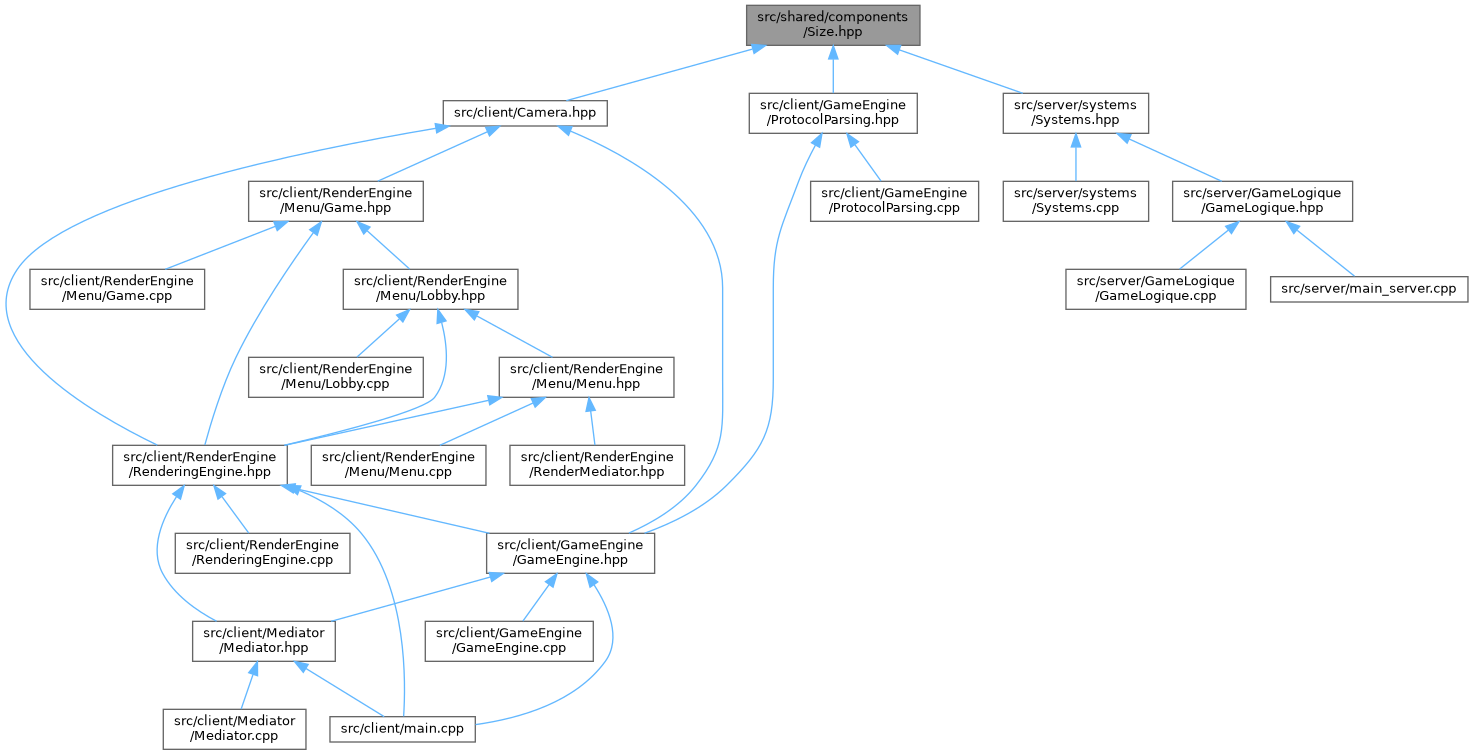 src/shared/components
/Size.hpp
src/client/Camera.hpp
src/client/GameEngine
/ProtocolParsing.hpp
src/server/systems
/Systems.hpp
src/client/RenderEngine
/Menu/Game.hpp
src/client/GameEngine
/ProtocolParsing.cpp
src/server/systems
/Systems.cpp
src/server/GameLogique
/GameLogique.hpp
src/client/RenderEngine
/Menu/Game.cpp
src/client/RenderEngine
/Menu/Lobby.hpp
src/server/GameLogique
/GameLogique.cpp
src/server/main_server.cpp
src/client/RenderEngine
/Menu/Lobby.cpp
src/client/RenderEngine
/Menu/Menu.hpp
src/client/RenderEngine
/RenderingEngine.hpp
src/client/RenderEngine
/Menu/Menu.cpp
src/client/RenderEngine
/RenderMediator.hpp
src/client/RenderEngine
/RenderingEngine.cpp
src/client/GameEngine
/GameEngine.hpp
src/client/Mediator
/Mediator.hpp
src/client/GameEngine
/GameEngine.cpp
src/client/Mediator
/Mediator.cpp
src/client/main.cpp